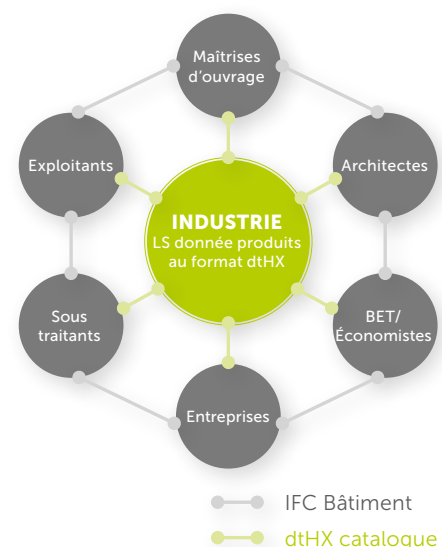 Maîtrises
d'ouvrage
Exploitants
Architectes
INDUSTRIE
LS donnée produits
au format dtHX
Sous
traitants
BET/
Économistes
Entreprises
IFC Bâtiment
dtHX catalogue